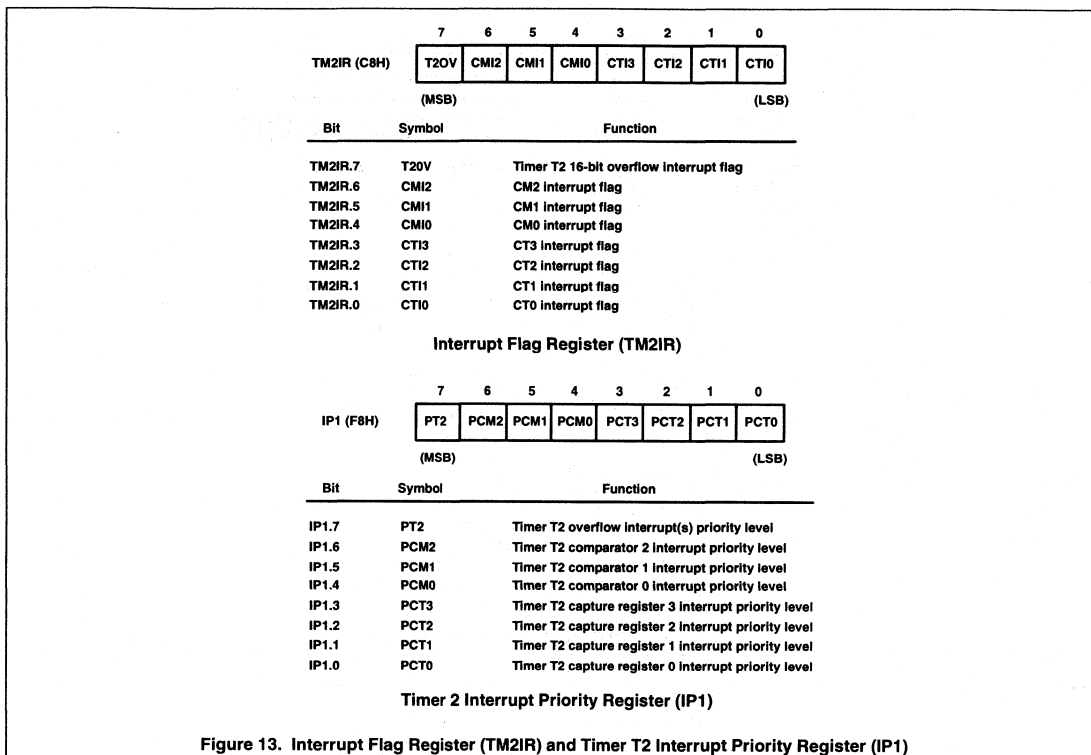 7 6 5 4 3 2 1 0
TM2IR (C8H) T2OV CMI2 CMI1 CMI0 CTI3 CTI2 CTI1 CTI0
(MSB) (LSB)
Bit Symbol Function
TM2IR.7 T20V Timer T2 16-bit overflow interrupt flag
TM2IR.6 CMI2 CM2 interrupt flag
TM2IR.5 CMI1 CM1 interrupt flag
TM2IR.4 CMI0 CM0 interrupt flag
TM2IR.3 CTI3 CT3 interrupt flag
TM2IR.2 CTI2 CT2 interrupt flag
TM2IR.1 CTI1 CT1 interrupt flag
TM2IR.0 CTI0 CT0 interrupt flag
Interrupt Flag Register (TM2IR)
7 6 5 4 3 2 1 0
IP1 (F8H) PT2 PCM2 PCM1 PCM0 PCT3 PCT2 PCT1 PCT0
(MSB) (LSB)
Bit Symbol Function
IP1.7 PT2 Timer T2 overflow interrupt(s) priority level
IP1.6 PCM2 Timer T2 comparator 2 interrupt priority level
IP1.5 PCM1 Timer T2 comparator 1 interrupt priority level
IP1.4 PCM0 Timer T2 comparator 0 interrupt priority level
IP1.3 PCT3 Timer T2 capture register 3 interrupt priority level
IP1.2 PCT2 Timer T2 capture register 2 interrupt priority level
IP1.1 PCT1 Timer T2 capture register 1 interrupt priority level
IP1.0 PCT0 Timer T2 capture register 0 interrupt priority level
Timer 2 Interrupt Priority Register (IP1)
Figure 13. Interrupt Flag Register (TM2IR) and Timer T2 Interrupt Priority Register (IP1)